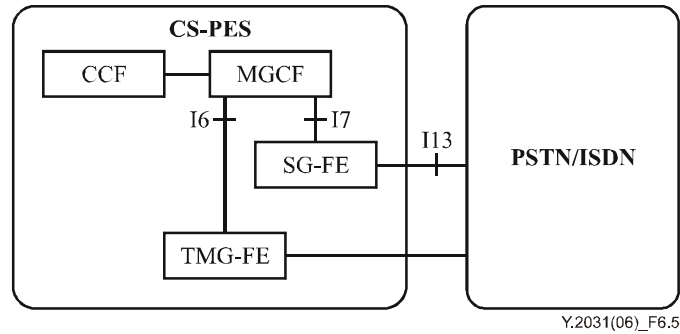 CS-PES
CCF
MGCF
I6
I7
I13
SG-FE
PSTN/ISDN
TMG-FE
Y.2031(06)_F6.5